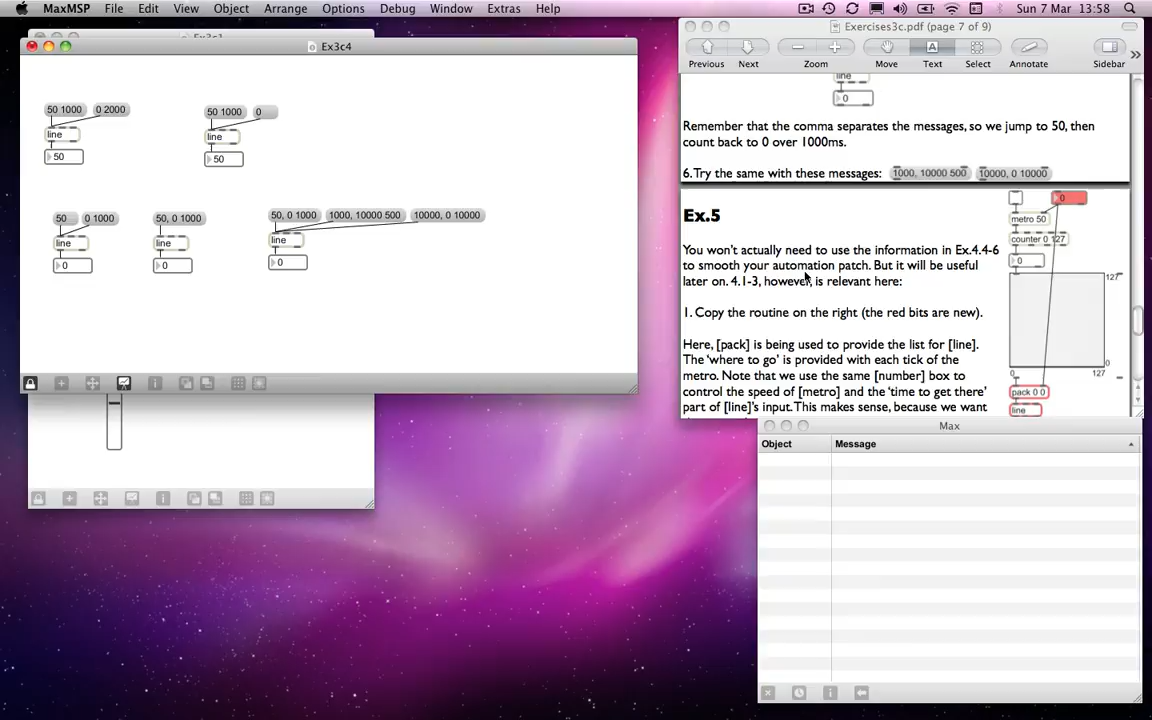 MaxMSP File Edit View Object Arrange Options Debug Window Extras Help Sun 7 Mar 13:58
Ex3c4
50 1000 0 2000
line
50
50 1000 0
line
50
50 0 1000
line
0
50, 0 1000
line
0
50, 0 1000 1000, 10000 500 10000, 0 10000
line
0
Exercises3c.pdf (page 7 of 9)
Previous Next Zoom Move Text Select Annotate Sidebar
line
0
Remember that the comma separates the messages, so we jump to 50, then
count back to 0 over 1000ms.
6. Try the same with these messages: 1000, 10000 500 10000, 0 10000
Ex.5
You won't actually need to use the information in Ex.4.4-6
to smooth your automation patch. But it will be useful
later on. 4.1-3, however, is relevant here:
1. Copy the routine on the right (the red bits are new).
Here, [pack] is being used to provide the list for [line].
The 'where to go' is provided with each tick of the
metro. Note that we use the same [number] box to
control the speed of [metro] and the 'time to get there'
part of [line]'s input. This makes sense, because we want
0
metro 50
counter 0 127
0
127
0
0 127
pack 0 0
line
Max
Object Message